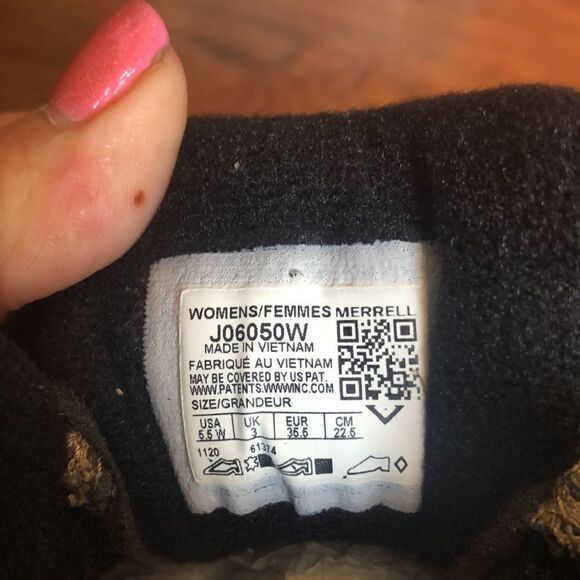 WOMENS/FEMMES MERRELL
J06050W
MADE IN VIETNAM
FABRIQUÉ AU VIETNAM
MAY BE COVERED BY US PAT.
WWW.PATENTS.WWWINC.COM
SIZE/GRANDEUR
USA UK EUR CM
5.5 W 3 35.5 22.5
1120